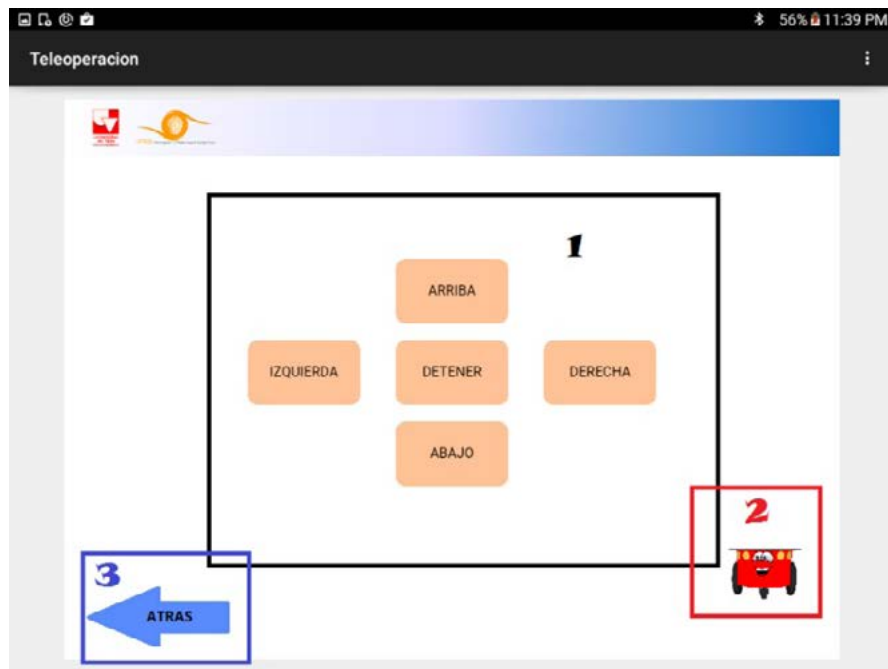 56% 11:39 PM
Teleoperacion
1
ARRIBA
IZQUIERDA DETENER DERECHA
ABAJO
2
3
ATRAS